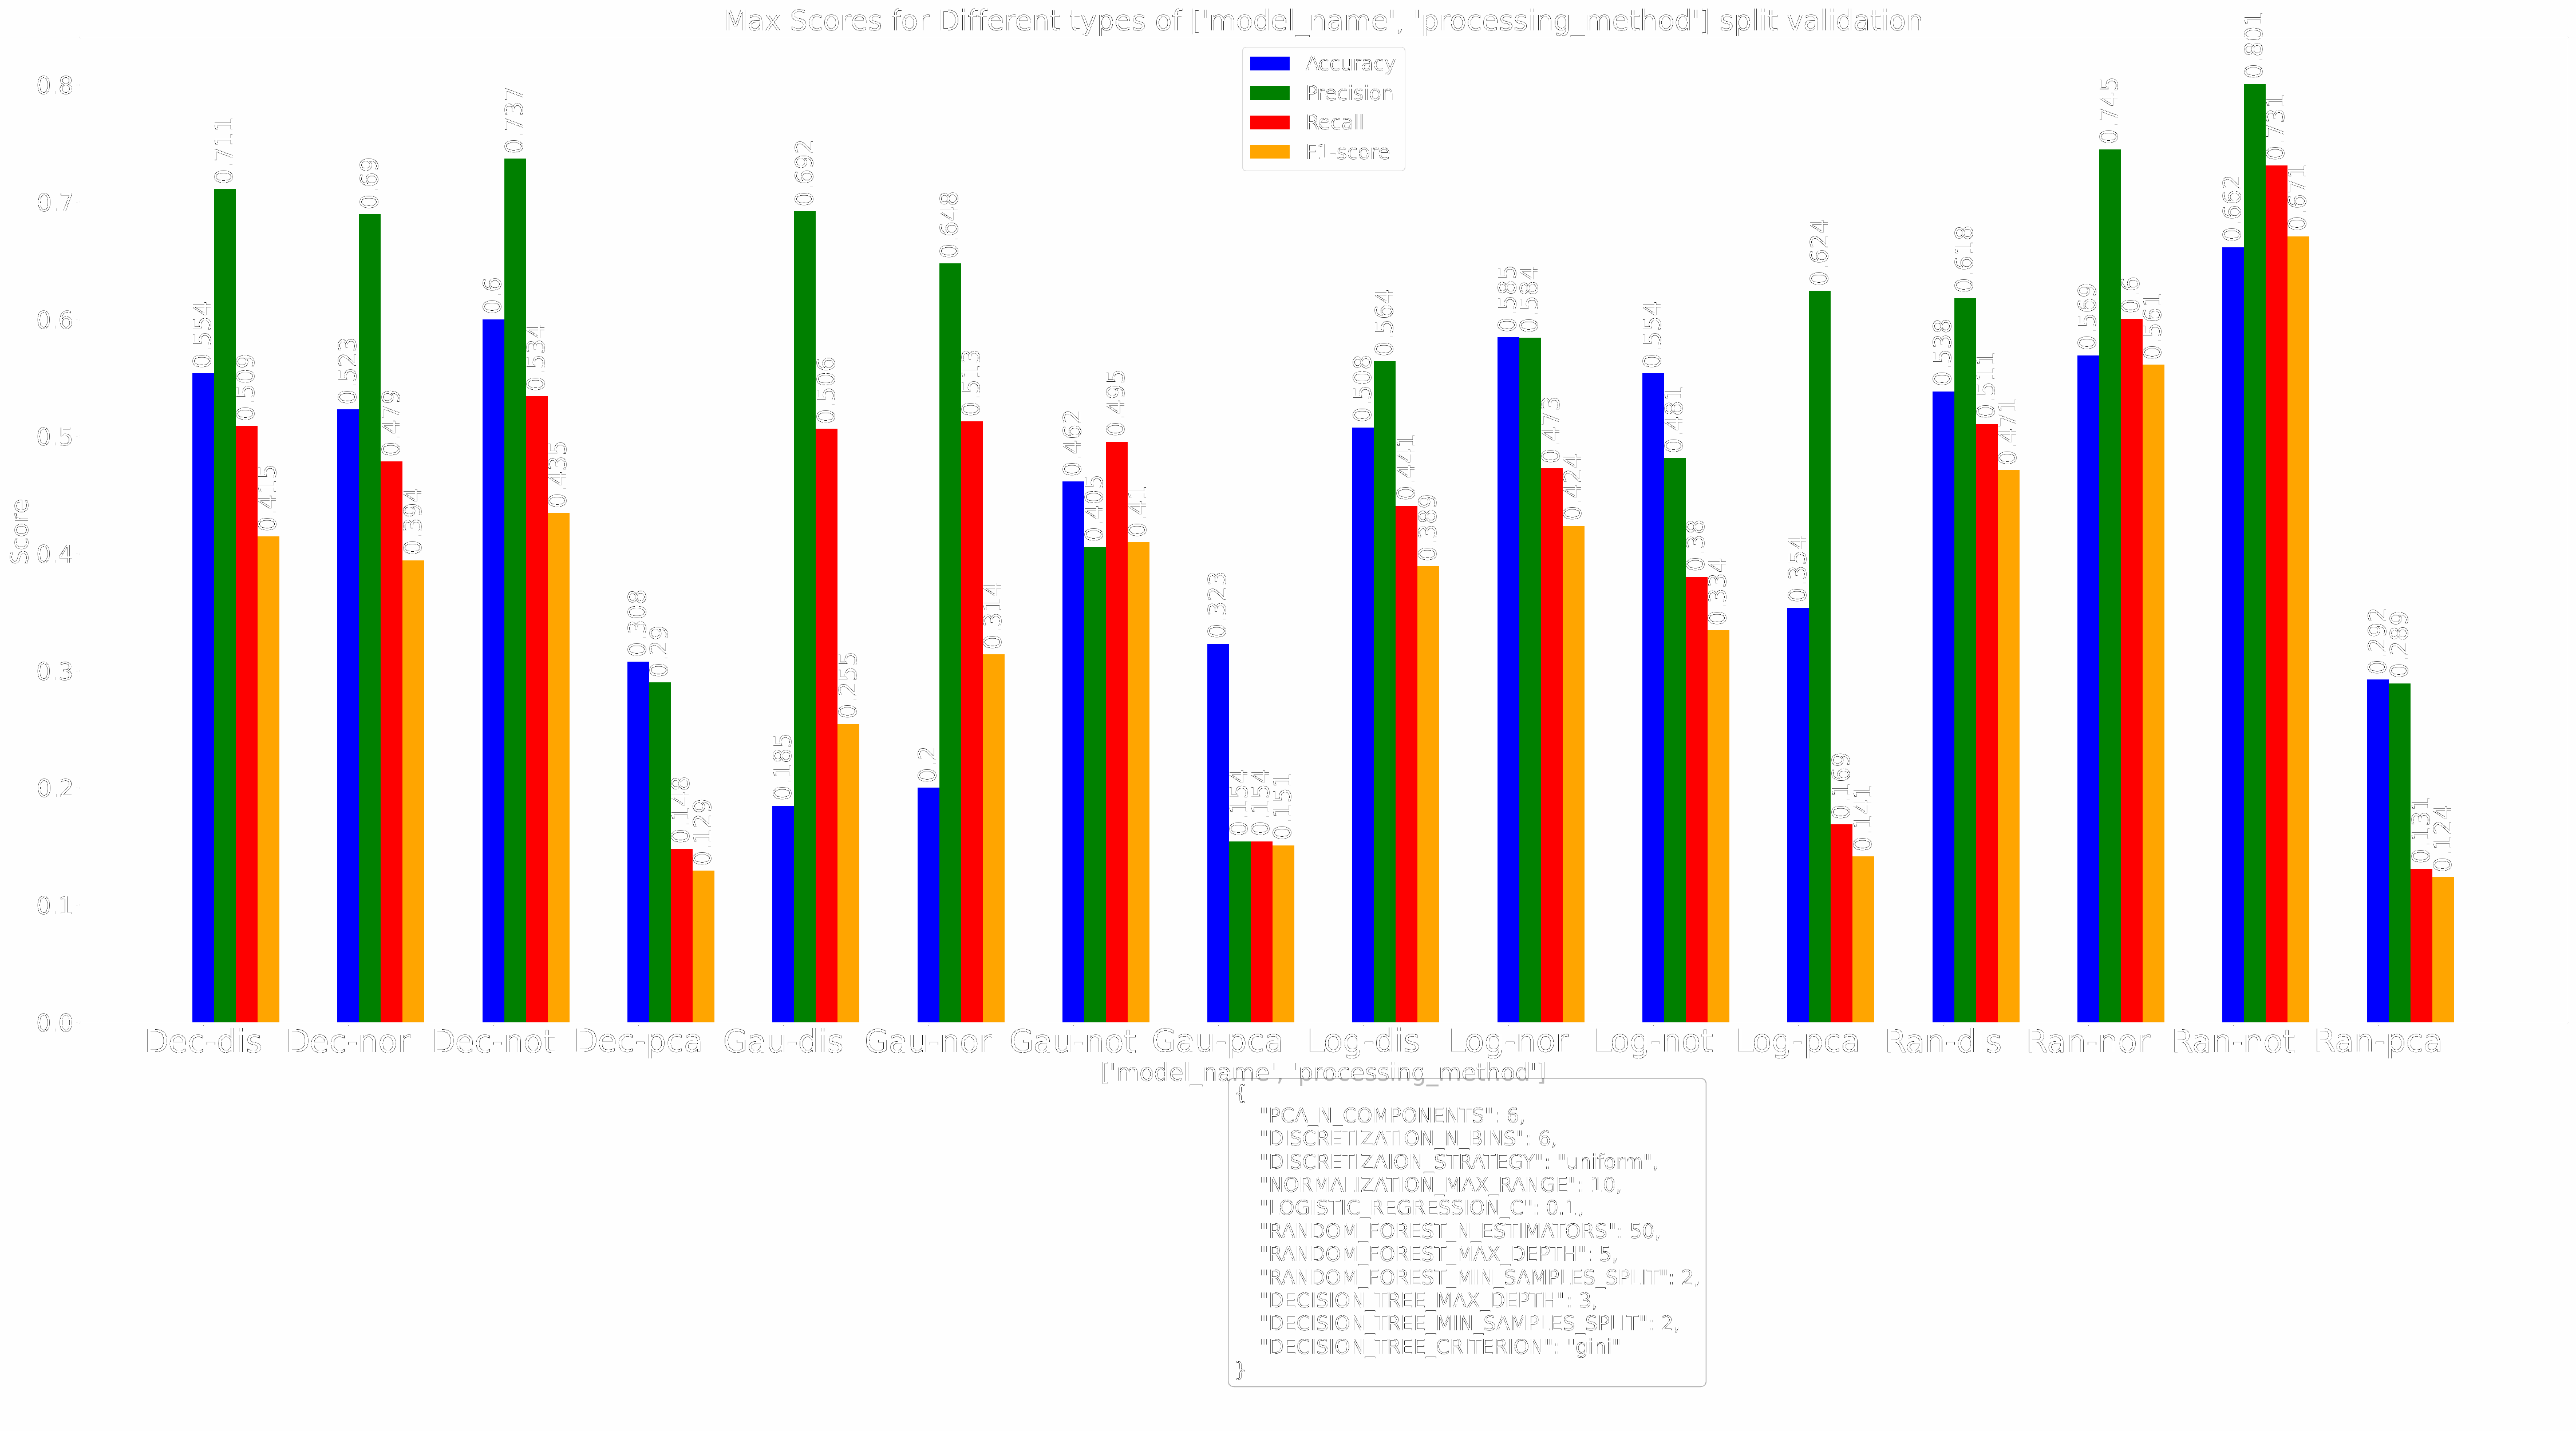 Max Scores for Different types of ['model_name', 'processing_method'] split validation
Accuracy
Precision
Recall
F1-score
Score
0.8
0.7
0.6
0.5
0.4
0.3
0.2
0.1
0.0
0.554 0.711 0.509 0.415
0.523 0.69 0.479 0.394
0.6 0.737 0.534 0.435
0.308 0.29 0.148 0.129
0.185 0.692 0.506 0.255
0.2 0.648 0.513 0.314
0.462 0.405 0.495 0.41
0.323 0.154 0.154 0.151
0.508 0.564 0.441 0.389
0.585 0.584 0.473 0.424
0.554 0.481 0.38 0.334
0.354 0.624 0.169 0.141
0.538 0.618 0.511 0.471
0.569 0.745 0.6 0.561
0.662 0.801 0.731 0.671
0.292 0.289 0.131 0.124
Dec-dis Dec-nor Dec-not Dec-pca Gau-dis Gau-nor Gau-not Gau-pca Log-dis Log-nor Log-not Log-pca Ran-dis Ran-nor Ran-not Ran-pca
['model_name', 'processing_method']
{
"PCA_N_COMPONENTS": 6,
"DISCRETIZATION_N_BINS": 6,
"DISCRETIZAION_STRATEGY": "uniform",
"NORMALIZATION_MAX_RANGE": 10,
"LOGISTIC_REGRESSION_C": 0.1,
"RANDOM_FOREST_N_ESTIMATORS": 50,
"RANDOM_FOREST_MAX_DEPTH": 5,
"RANDOM_FOREST_MIN_SAMPLES_SPLIT": 2,
"DECISION_TREE_MAX_DEPTH": 3,
"DECISION_TREE_MIN_SAMPLES_SPLIT": 2,
"DECISION_TREE_CRITERION": "gini"
}